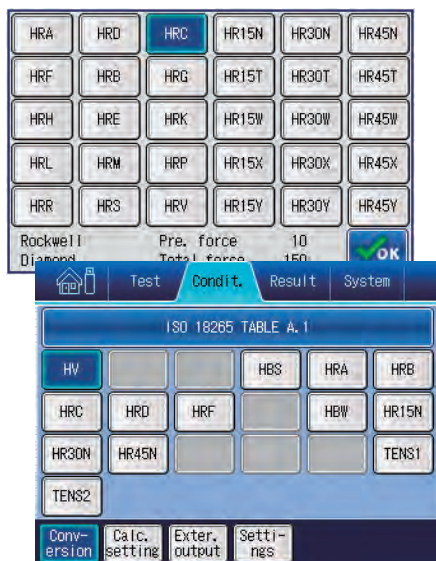 HRA HRD HRC HR15N HR30N HR45N
HRF HRB HRG HR15T HR30T HR45T
HRH HRE HRK HR15W HR30W HR45W
HRL HRM HRP HR15X HR30X HR45X
HRR HRS HRV HR15Y HR30Y HR45Y
Rockwell Pre. force 10
Diamond Total force 150 OK
Test Condit. Result System
ISO 18265 TABLE A.1
HV HBS HRA HRB
HRC HRD HRF HBW HR15N
HR30N HR45N TENS1
TENS2
Conv- Calc. Exter. Setti-
ersion setting output ngs